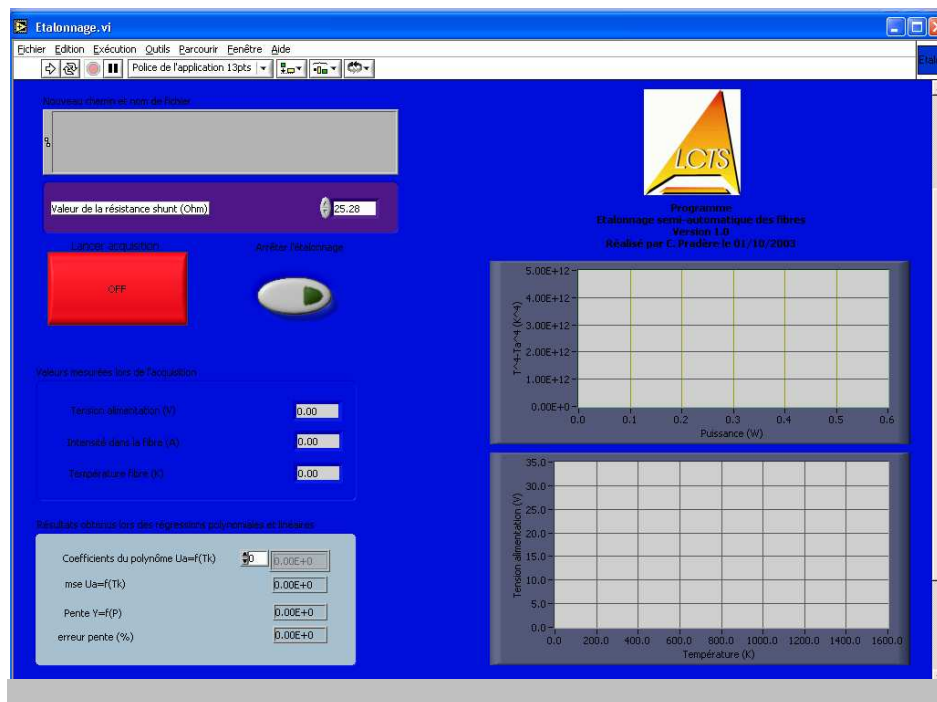 Etalonnage.vi
Fichier Edition Exécution Outils Parcourir Fenêtre Aide
Police de l'application 13pts
Etal
Nouveau chemin et nom de fichier
Valeur de la résistance shunt (Ohm) 25.28
Lancer acquisition
Arrêter l'étalonnage
OFF
LCTS
Programme
Etalonnage semi-automatique des fibres
Version 1.0
Réalisé par C. Pradère le 01/10/2003
Valeurs mesurées lors de l'acquisition
Tension alimentation (V) 0.00
Intensité dans la fibre (A) 0.00
Température fibre (K) 0.00
Résultats obtenus lors des régressions polynomiales et linéaires
Coefficients du polynôme Ua=f(Tk) 0 0.00E+0
mse Ua=f(Tk) 0.00E+0
Pente Y=f(P) 0.00E+0
erreur pente (%) 0.00E+0
T^4-Ta^4 (K^4)
5.00E+12
4.00E+12
3.00E+12
2.00E+12
1.00E+12
0.00E+0
0.0 0.1 0.2 0.3 0.4 0.5 0.6
Puissance (W)
Tension alimentation (V)
35.0
30.0
25.0
20.0
15.0
10.0
5.0
0.0
0.0 200.0 400.0 600.0 800.0 1000.0 1200.0 1400.0 1600.0
Température (K)